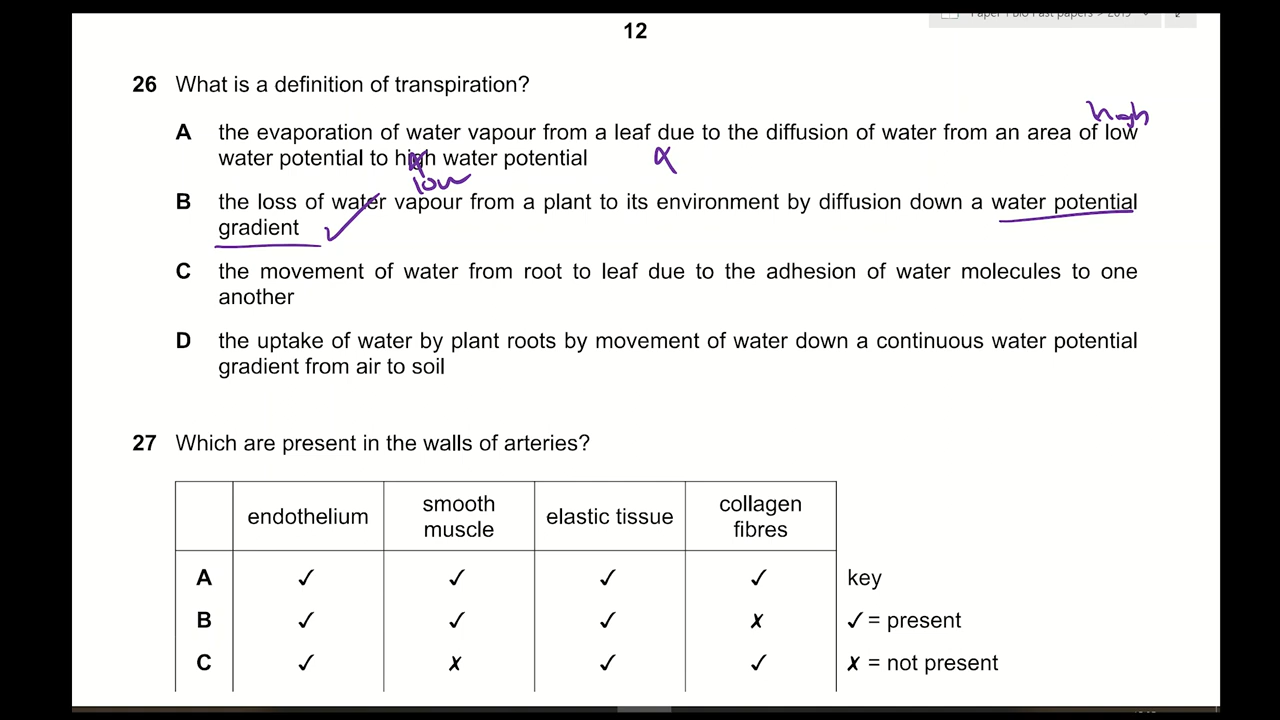 12
26 What is a definition of transpiration?
high
A the evaporation of water vapour from a leaf due to the diffusion of water from an area of low
water potential to high water potential
low
B the loss of water vapour from a plant to its environment by diffusion down a water potential
gradient ✓
C the movement of water from root to leaf due to the adhesion of water molecules to one
another
D the uptake of water by plant roots by movement of water down a continuous water potential
gradient from air to soil
27 Which are present in the walls of arteries?
endothelium smooth muscle elastic tissue collagen fibres
A ✓ ✓ ✓ ✓ key
B ✓ ✓ ✓ ✗ ✓ = present
C ✓ ✗ ✓ ✓ ✗ = not present